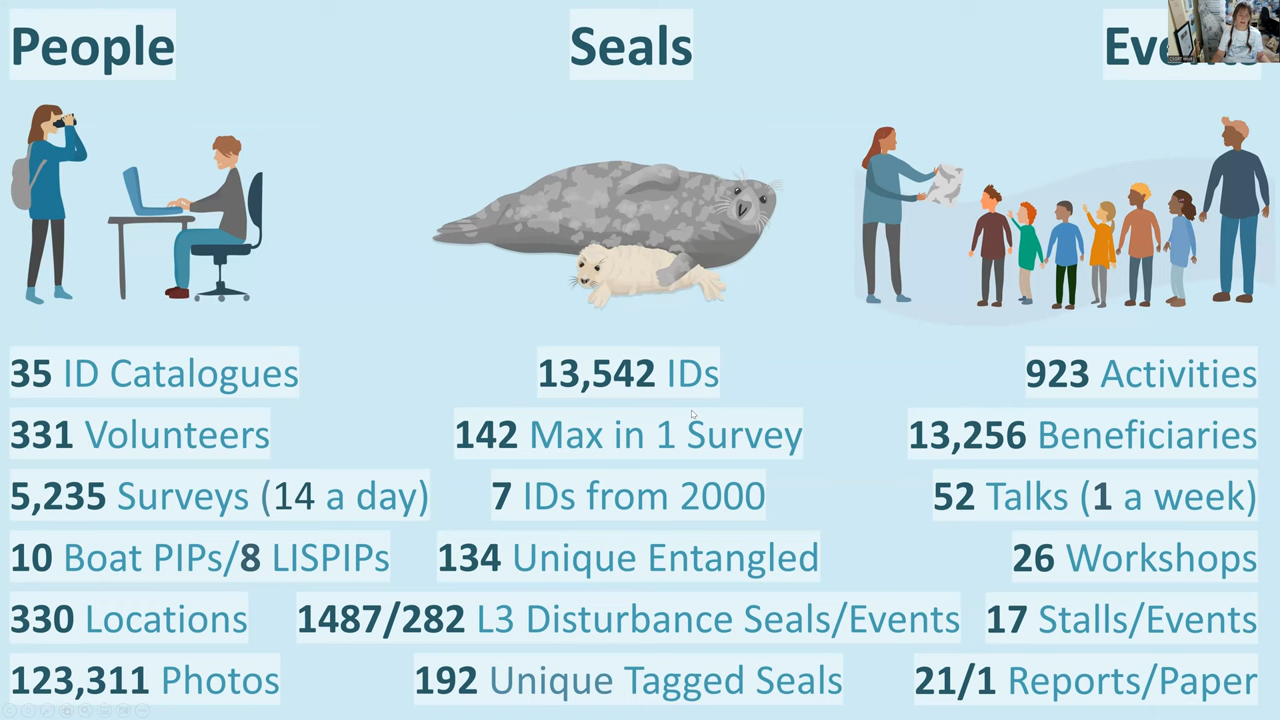 People
Seals
35 ID Catalogues
331 Volunteers
5,235 Surveys (14 a day)
10 Boat PIPs/8 LISPIPs
330 Locations
123,311 Photos
13,542 IDs
142 Max in 1 Survey
7 IDs from 2000
134 Unique Entangled
1487/282 L3 Disturbance Seals/Events
192 Unique Tagged Seals
923 Activities
13,256 Beneficiaries
52 Talks (1 a week)
26 Workshops
17 Stalls/Events
21/1 Reports/Paper